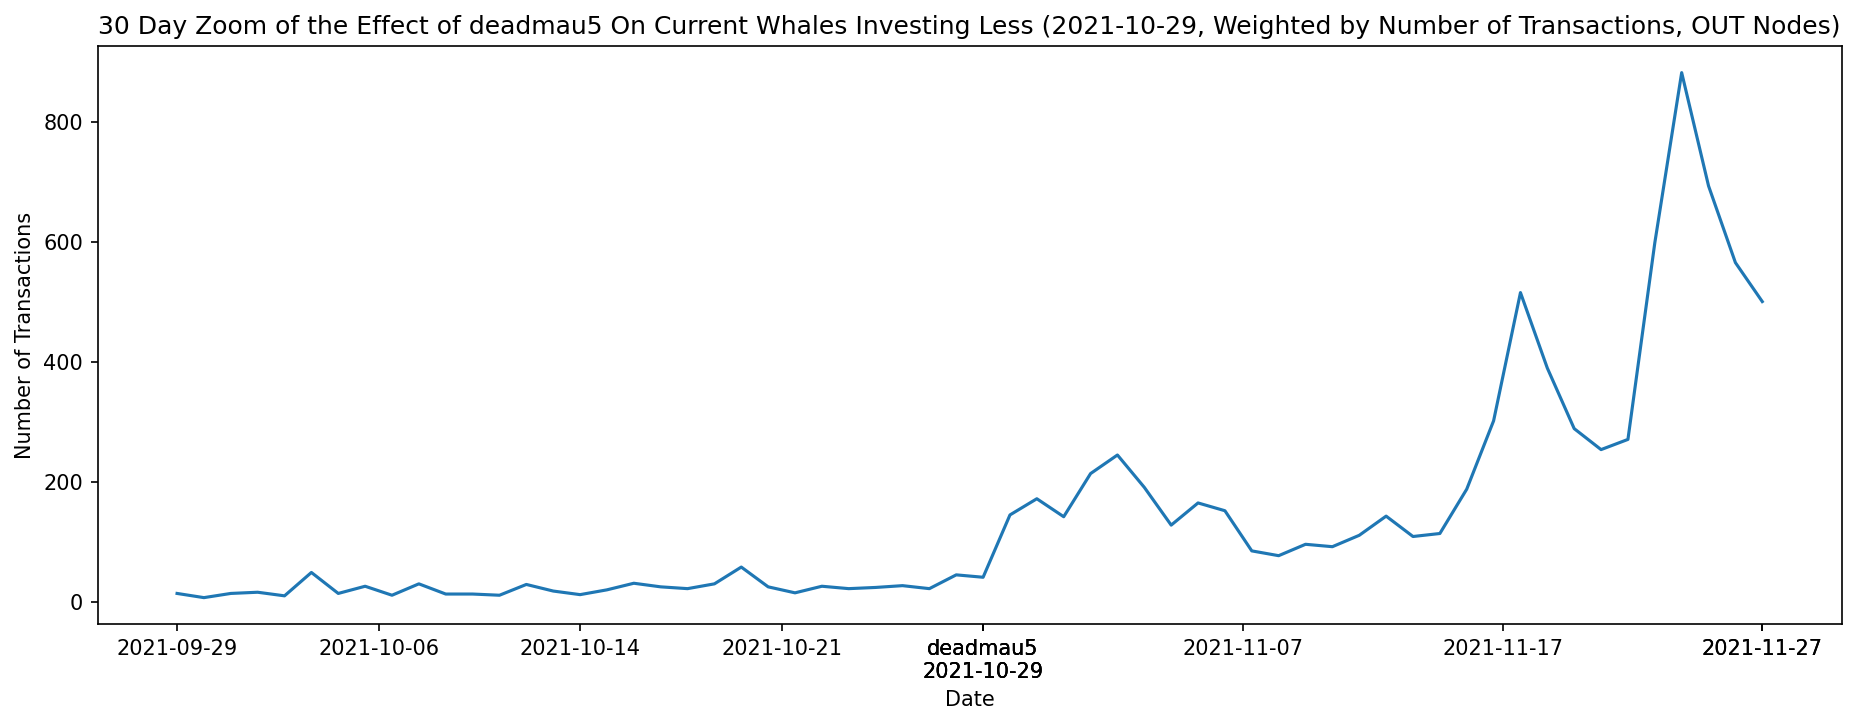 30 Day Zoom of the Effect of deadmau5 On Current Whales Investing Less (2021-10-29, Weighted by Number of Transactions, OUT Nodes)
Number of Transactions
800
600
400
200
0
2021-09-29 2021-10-06 2021-10-14 2021-10-21 deadmau5 2021-11-07 2021-11-17 2021-11-27
2021-10-29
Date